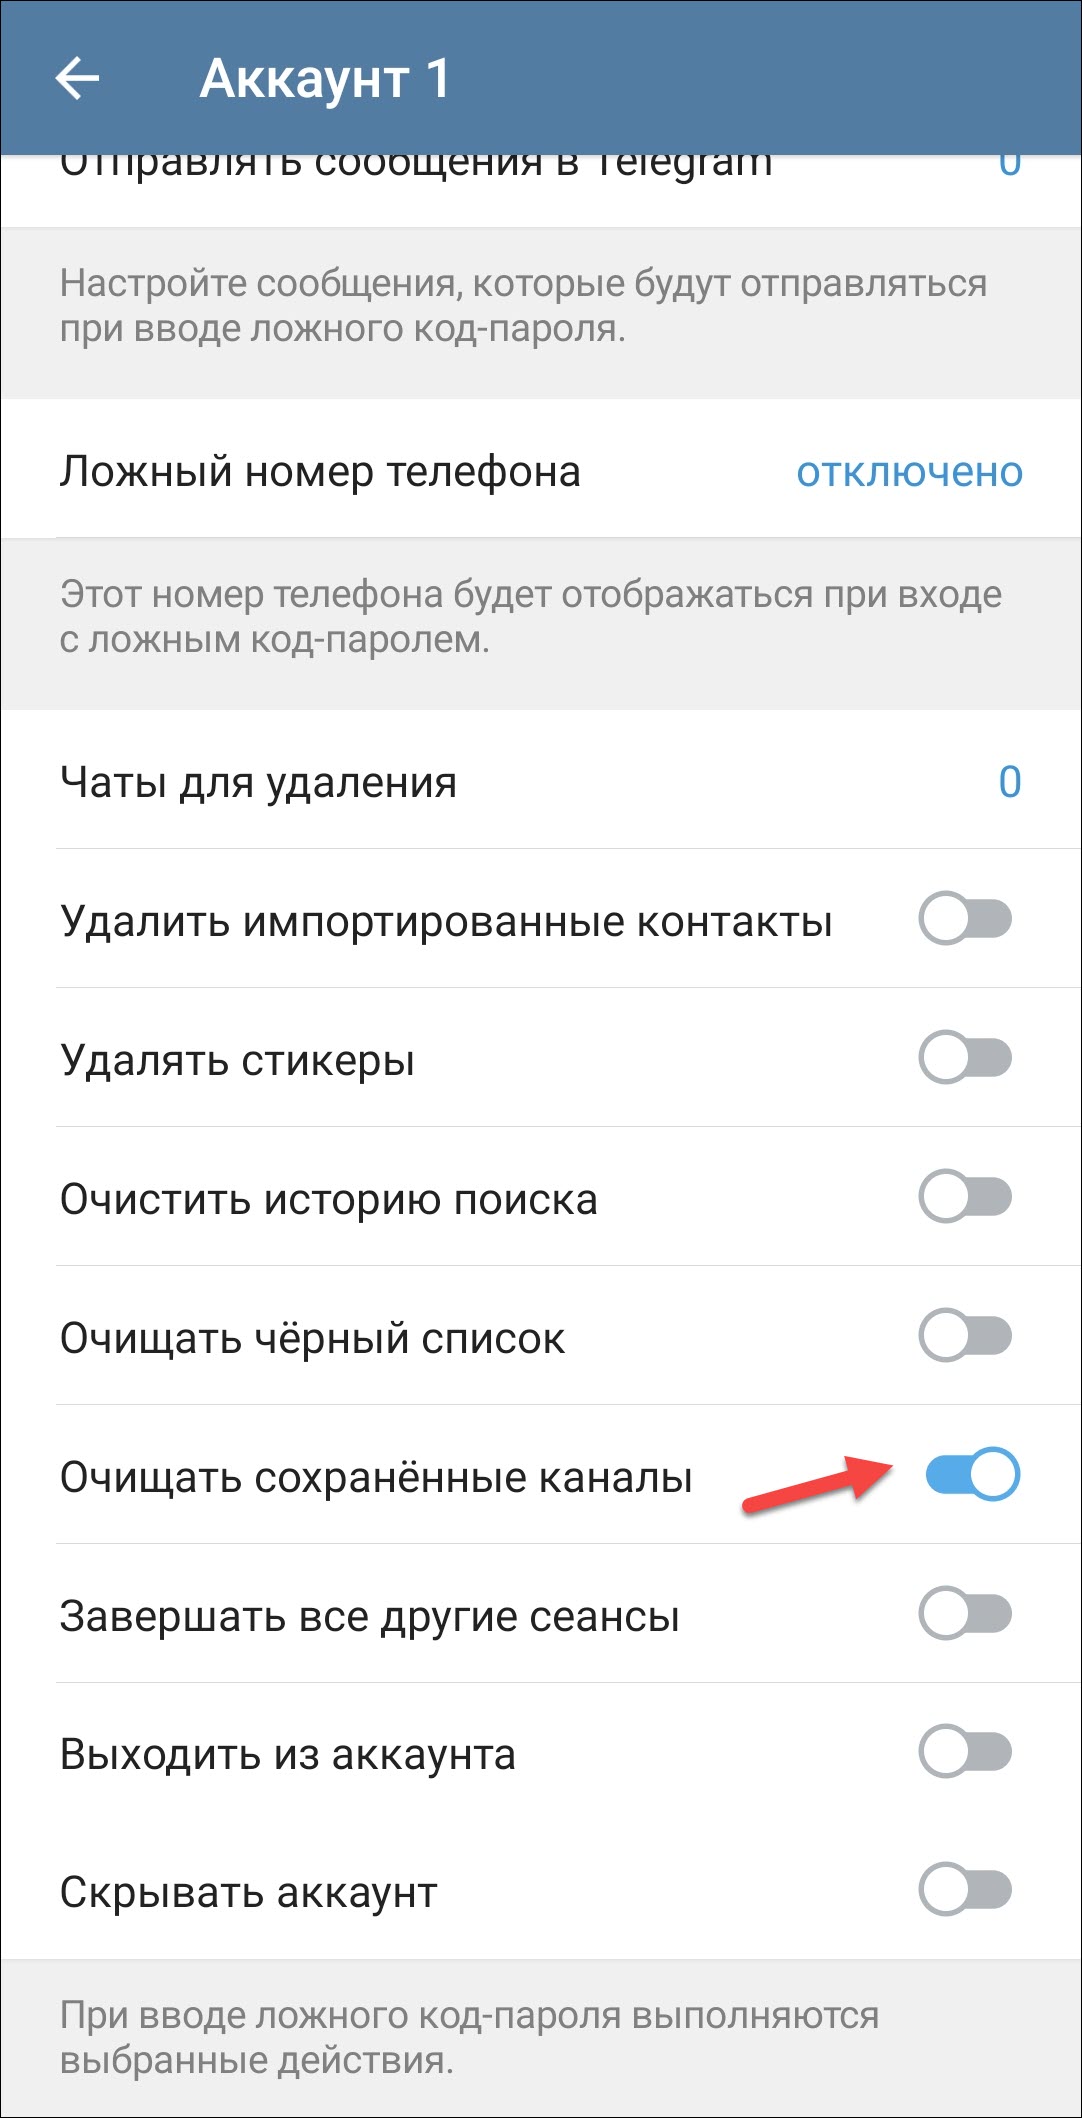 Аккаунт 1
Отправлять сообщения в Telegram 0
Настройте сообщения, которые будут отправляться
при вводе ложного код-пароля.
Ложный номер телефона отключено
Этот номер телефона будет отображаться при входе
с ложным код-паролем.
Чаты для удаления 0
Удалить импортированные контакты
Удалять стикеры
Очистить историю поиска
Очищать чёрный список
Очищать сохранённые каналы
Завершать все другие сеансы
Выходить из аккаунта
Скрывать аккаунт
При вводе ложного код-пароля выполняются
выбранные действия.